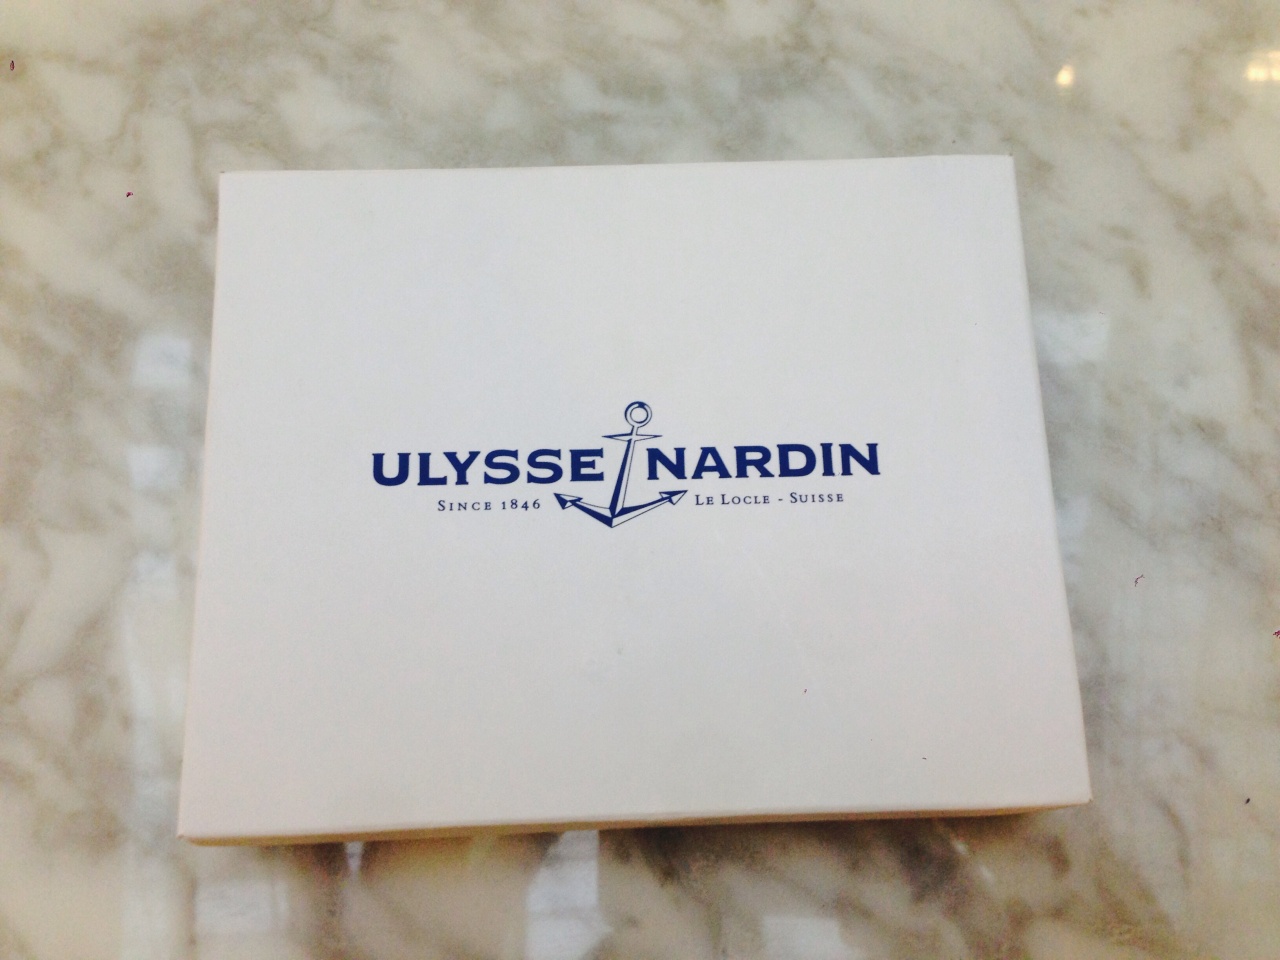 ULYSSE NARDIN
SINCE 1846 LE LOCLE - SUISSE